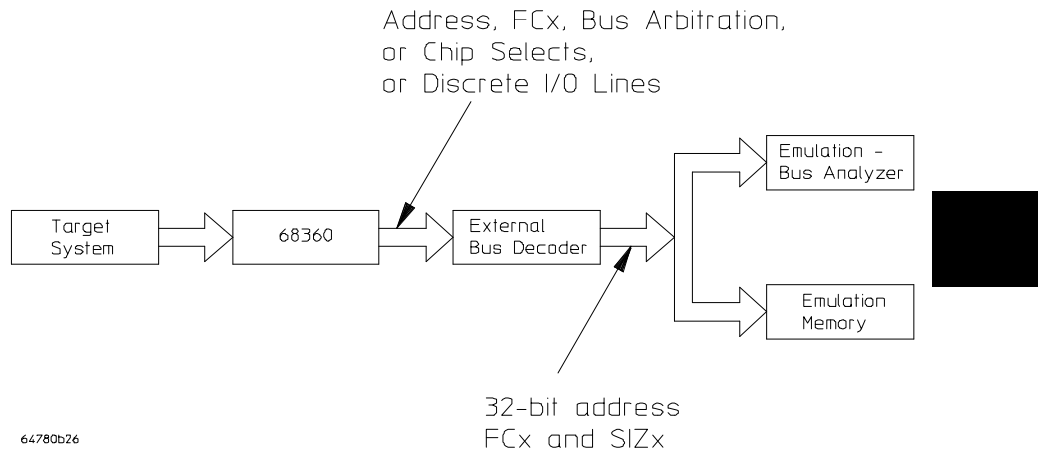 Address, FCx, Bus Arbitration,
or Chip Selects,
or Discrete I/O Lines
Target
System
68360
External
Bus Decoder
Emulation -
Bus Analyzer
Emulation
Memory
32-bit address
FCx and SIZx
64780b26